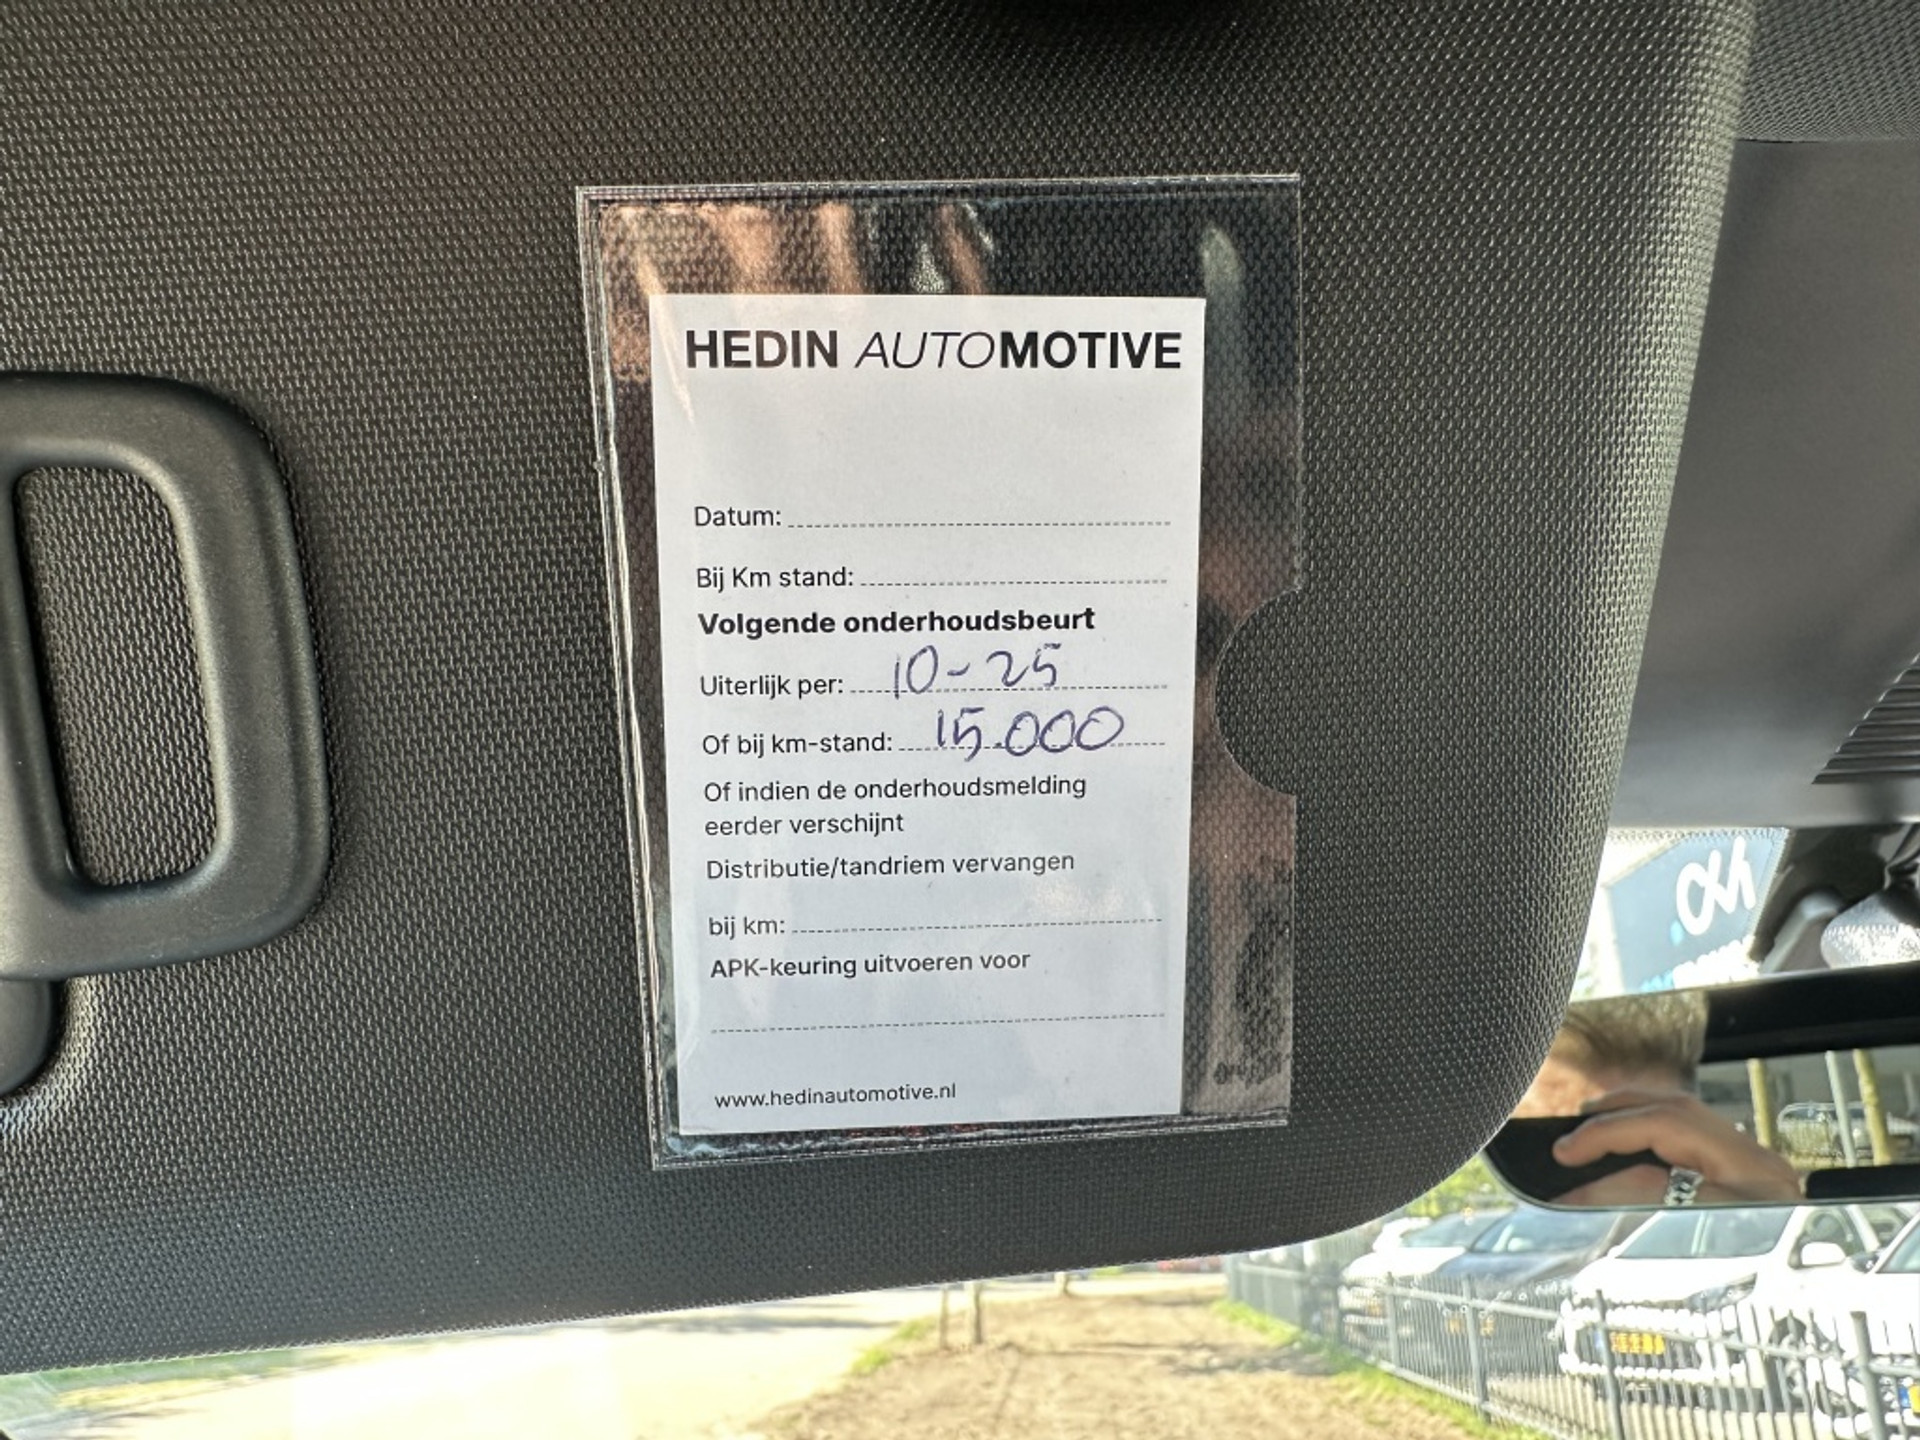 HEDIN AUTOMOTIVE
Datum:
Bij Km stand:
Volgende onderhoudsbeurt
Uiterlijk per: 10-25
Of bij km-stand: 15.000
Of indien de onderhoudsmelding
eerder verschijnt
Distributie/tandriem vervangen
bij km:
APK-keuring uitvoeren voor
www.hedinautomotive.nl